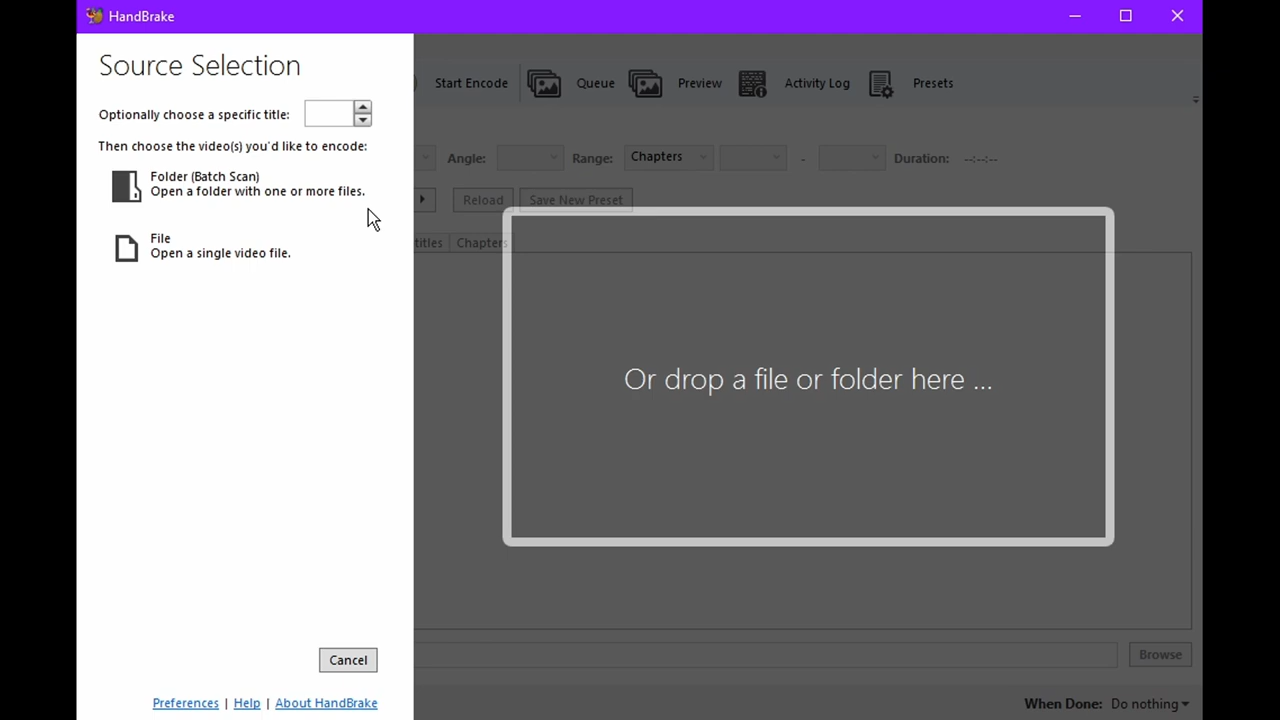 HandBrake
Source Selection
Optionally choose a specific title:
Then choose the video(s) you'd like to encode:
Folder (Batch Scan)
Open a folder with one or more files.
File
Open a single video file.
Cancel
Preferences | Help | About HandBrake
Start Encode Queue Preview Activity Log Presets
Angle: Range: Chapters - Duration: --:--:--
Reload Save New Preset
titles Chapters
Or drop a file or folder here ...
Browse
When Done: Do nothing